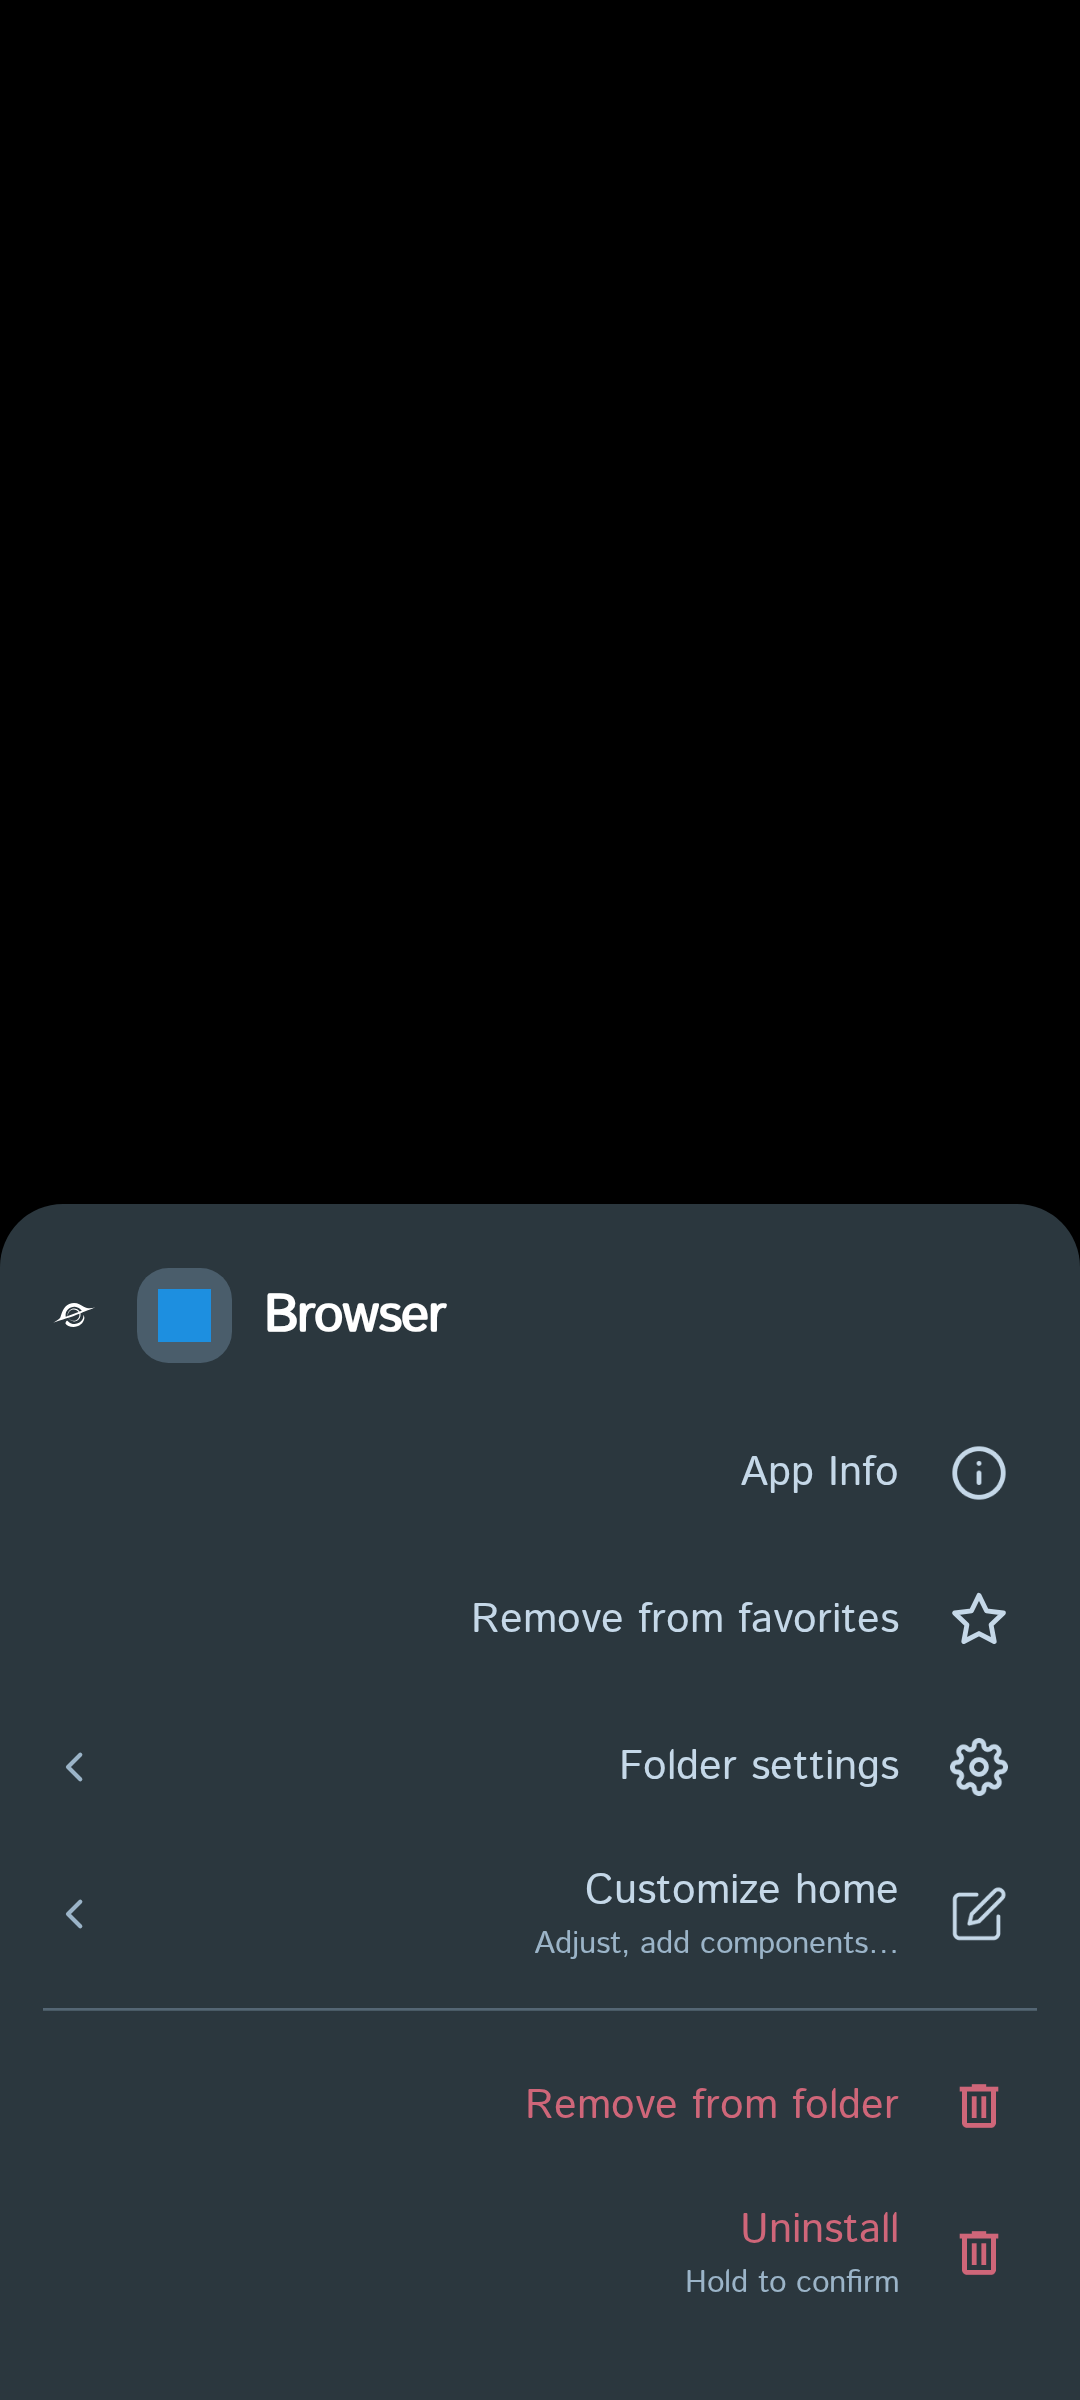 Browser
App Info
Remove from favorites
Folder settings
Customize home
Adjust, add components...
Remove from folder
Uninstall
Hold to confirm